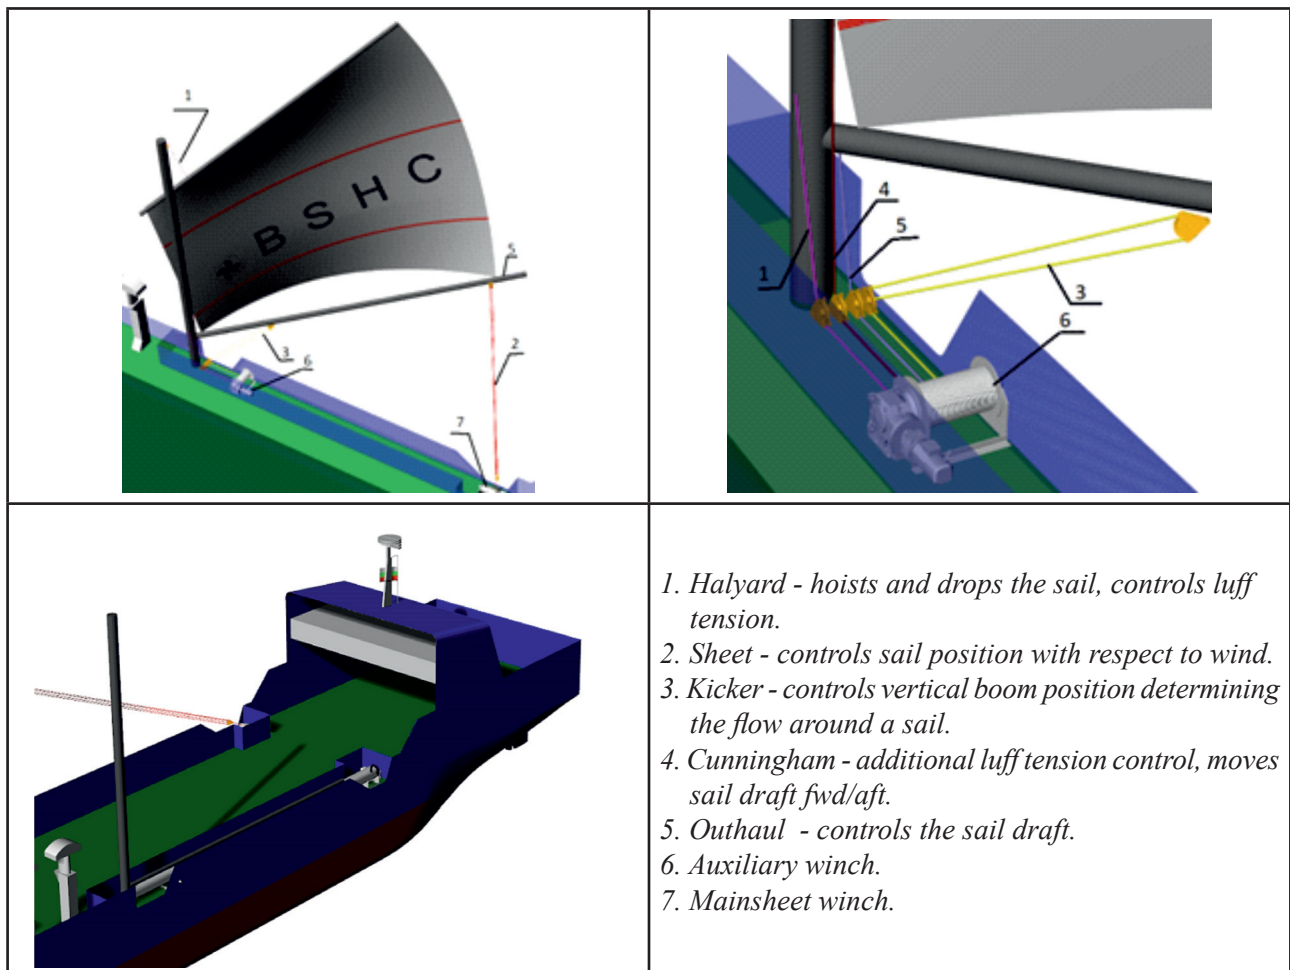 1
B S H C
5
2
3
6
7
4
5
1
3
6
1. Halyard - hoists and drops the sail, controls luff
tension.
2. Sheet - controls sail position with respect to wind.
3. Kicker - controls vertical boom position determining
the flow around a sail.
4. Cunningham - additional luff tension control, moves
sail draft fwd/aft.
5. Outhaul - controls the sail draft.
6. Auxiliary winch.
7. Mainsheet winch.